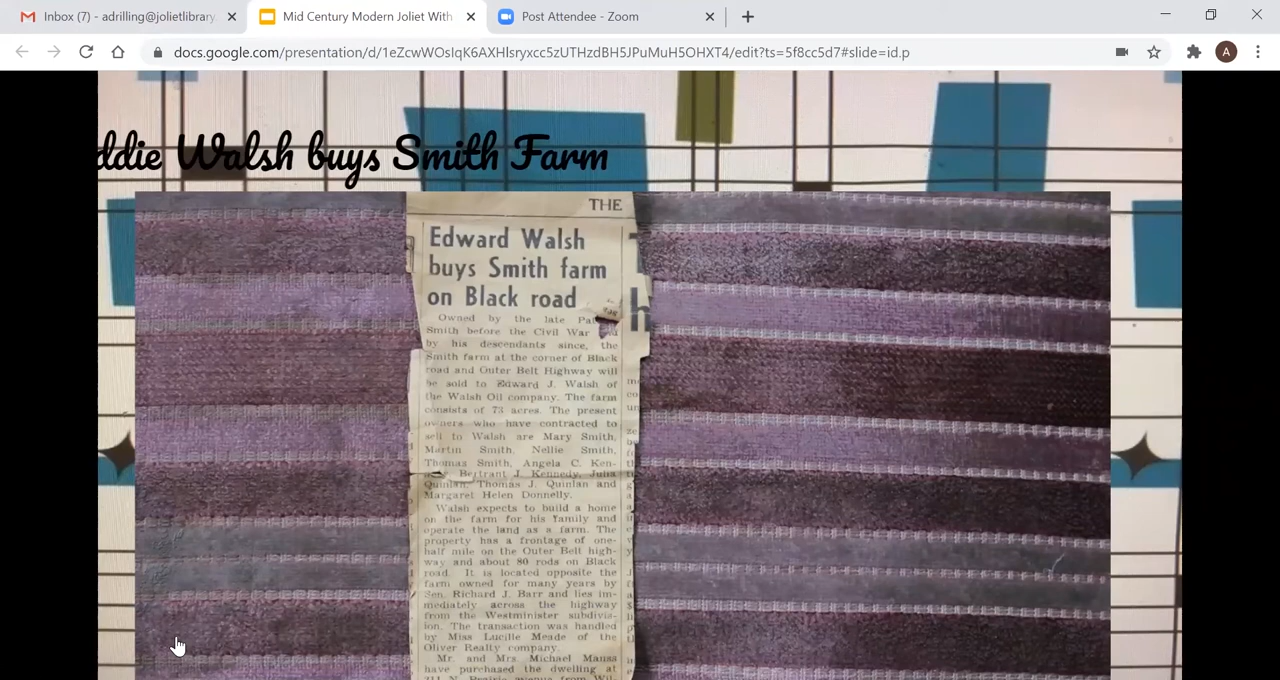 Inbox (7) - adrilling@jolietlibrary.
Mid Century Modern Joliet With
Post Attendee - Zoom
docs.google.com/presentation/d/1eZcwWOsIqK6AXHIsryxcc5zUTHzdBH5JPuMuH5OHXT4/edit?ts=5f8cc5d7#slide=id.p
A
ddie Walsh buys Smith Farm
THE
Edward Walsh
buys Smith farm
on Black road
Owned by the late
Smith before the Civil War
by his descendants since, the
Smith farm at the corner of Black
road and Outer Belt Highway will
be sold to Edward J. Walsh of
the Walsh Oil company. The farm
consists of 73 acres. The present
owners who have contracted to
sell to Walsh are Mary Smith,
Martin Smith, Nellie Smith,
Thomas Smith, Angela C. Ken-
Bertrant J. Kennedy, Julia
Quinlan, Thomas J. Quinlan and
Margaret Helen Donnelly.
Walsh expects to build a home
on the farm for his family and
operate the land as a farm. The
property has a frontage of one-
half mile on the Outer Belt high-
way and about 80 rods on Black
road. It is located opposite the
farm owned for many years by
Sen. Richard J. Barr and lies im-
mediately across the highway
from the Westminister subdivis-
ion. The transaction was handled
by Miss Lucille Meade of the
Oliver Realty company.
Mr. and Mrs. Michael Mausa
have purchased the dwelling at
N. Prairie avenue from Wil-